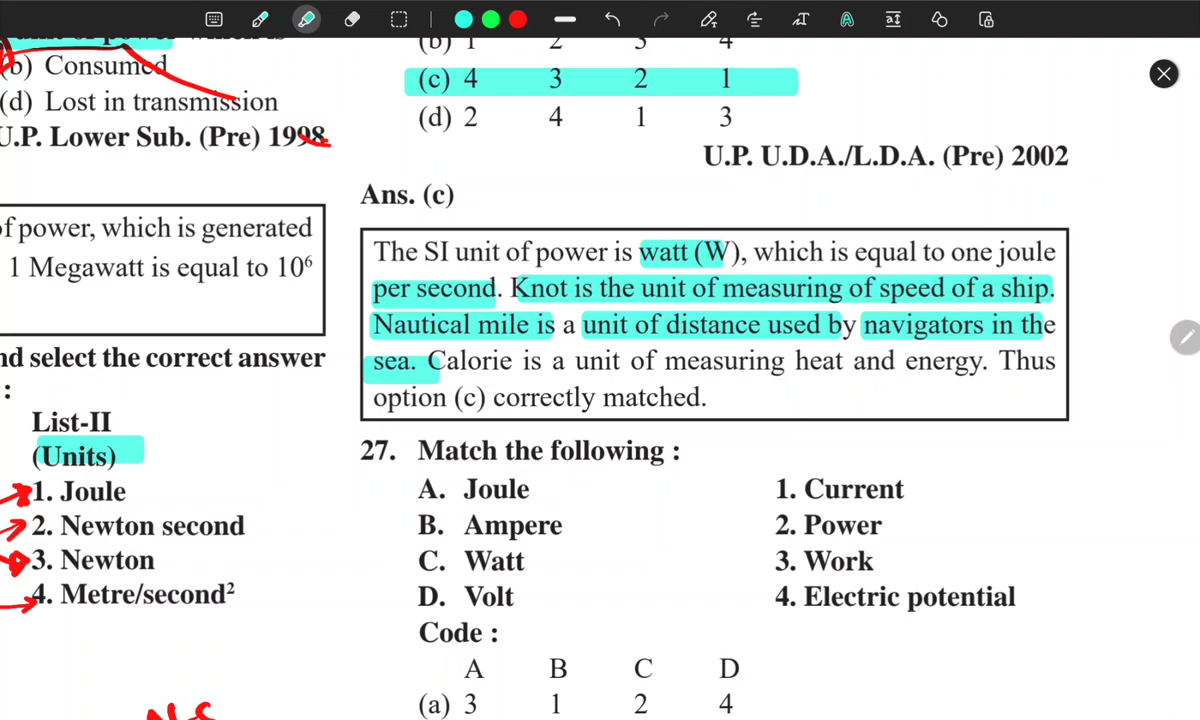 (b) Consumed
(d) Lost in transmission
U.P. Lower Sub. (Pre) 1998
of power, which is generated
1 Megawatt is equal to 10⁶
nd select the correct answer
:
List-II
(Units)
1. Joule
2. Newton second
3. Newton
4. Metre/second²
(b) 1 2 3 4
(c) 4 3 2 1
(d) 2 4 1 3
U.P. U.D.A./L.D.A. (Pre) 2002
Ans. (c)
The SI unit of power is watt (W), which is equal to one joule
per second. Knot is the unit of measuring of speed of a ship.
Nautical mile is a unit of distance used by navigators in the
sea. Calorie is a unit of measuring heat and energy. Thus
option (c) correctly matched.
27. Match the following :
A. Joule 1. Current
B. Ampere 2. Power
C. Watt 3. Work
D. Volt 4. Electric potential
Code :
A B C D
(a) 3 1 2 4